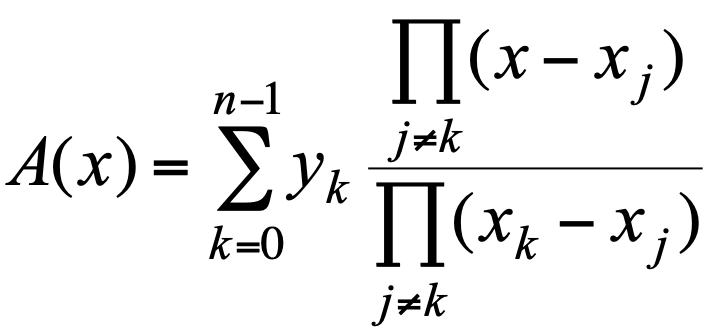 A(x) = \sum_{k=0}^{n-1} y_k \frac{\prod_{j \neq k} (x - x_j)}{\prod_{j \neq k} (x_k - x_j)}